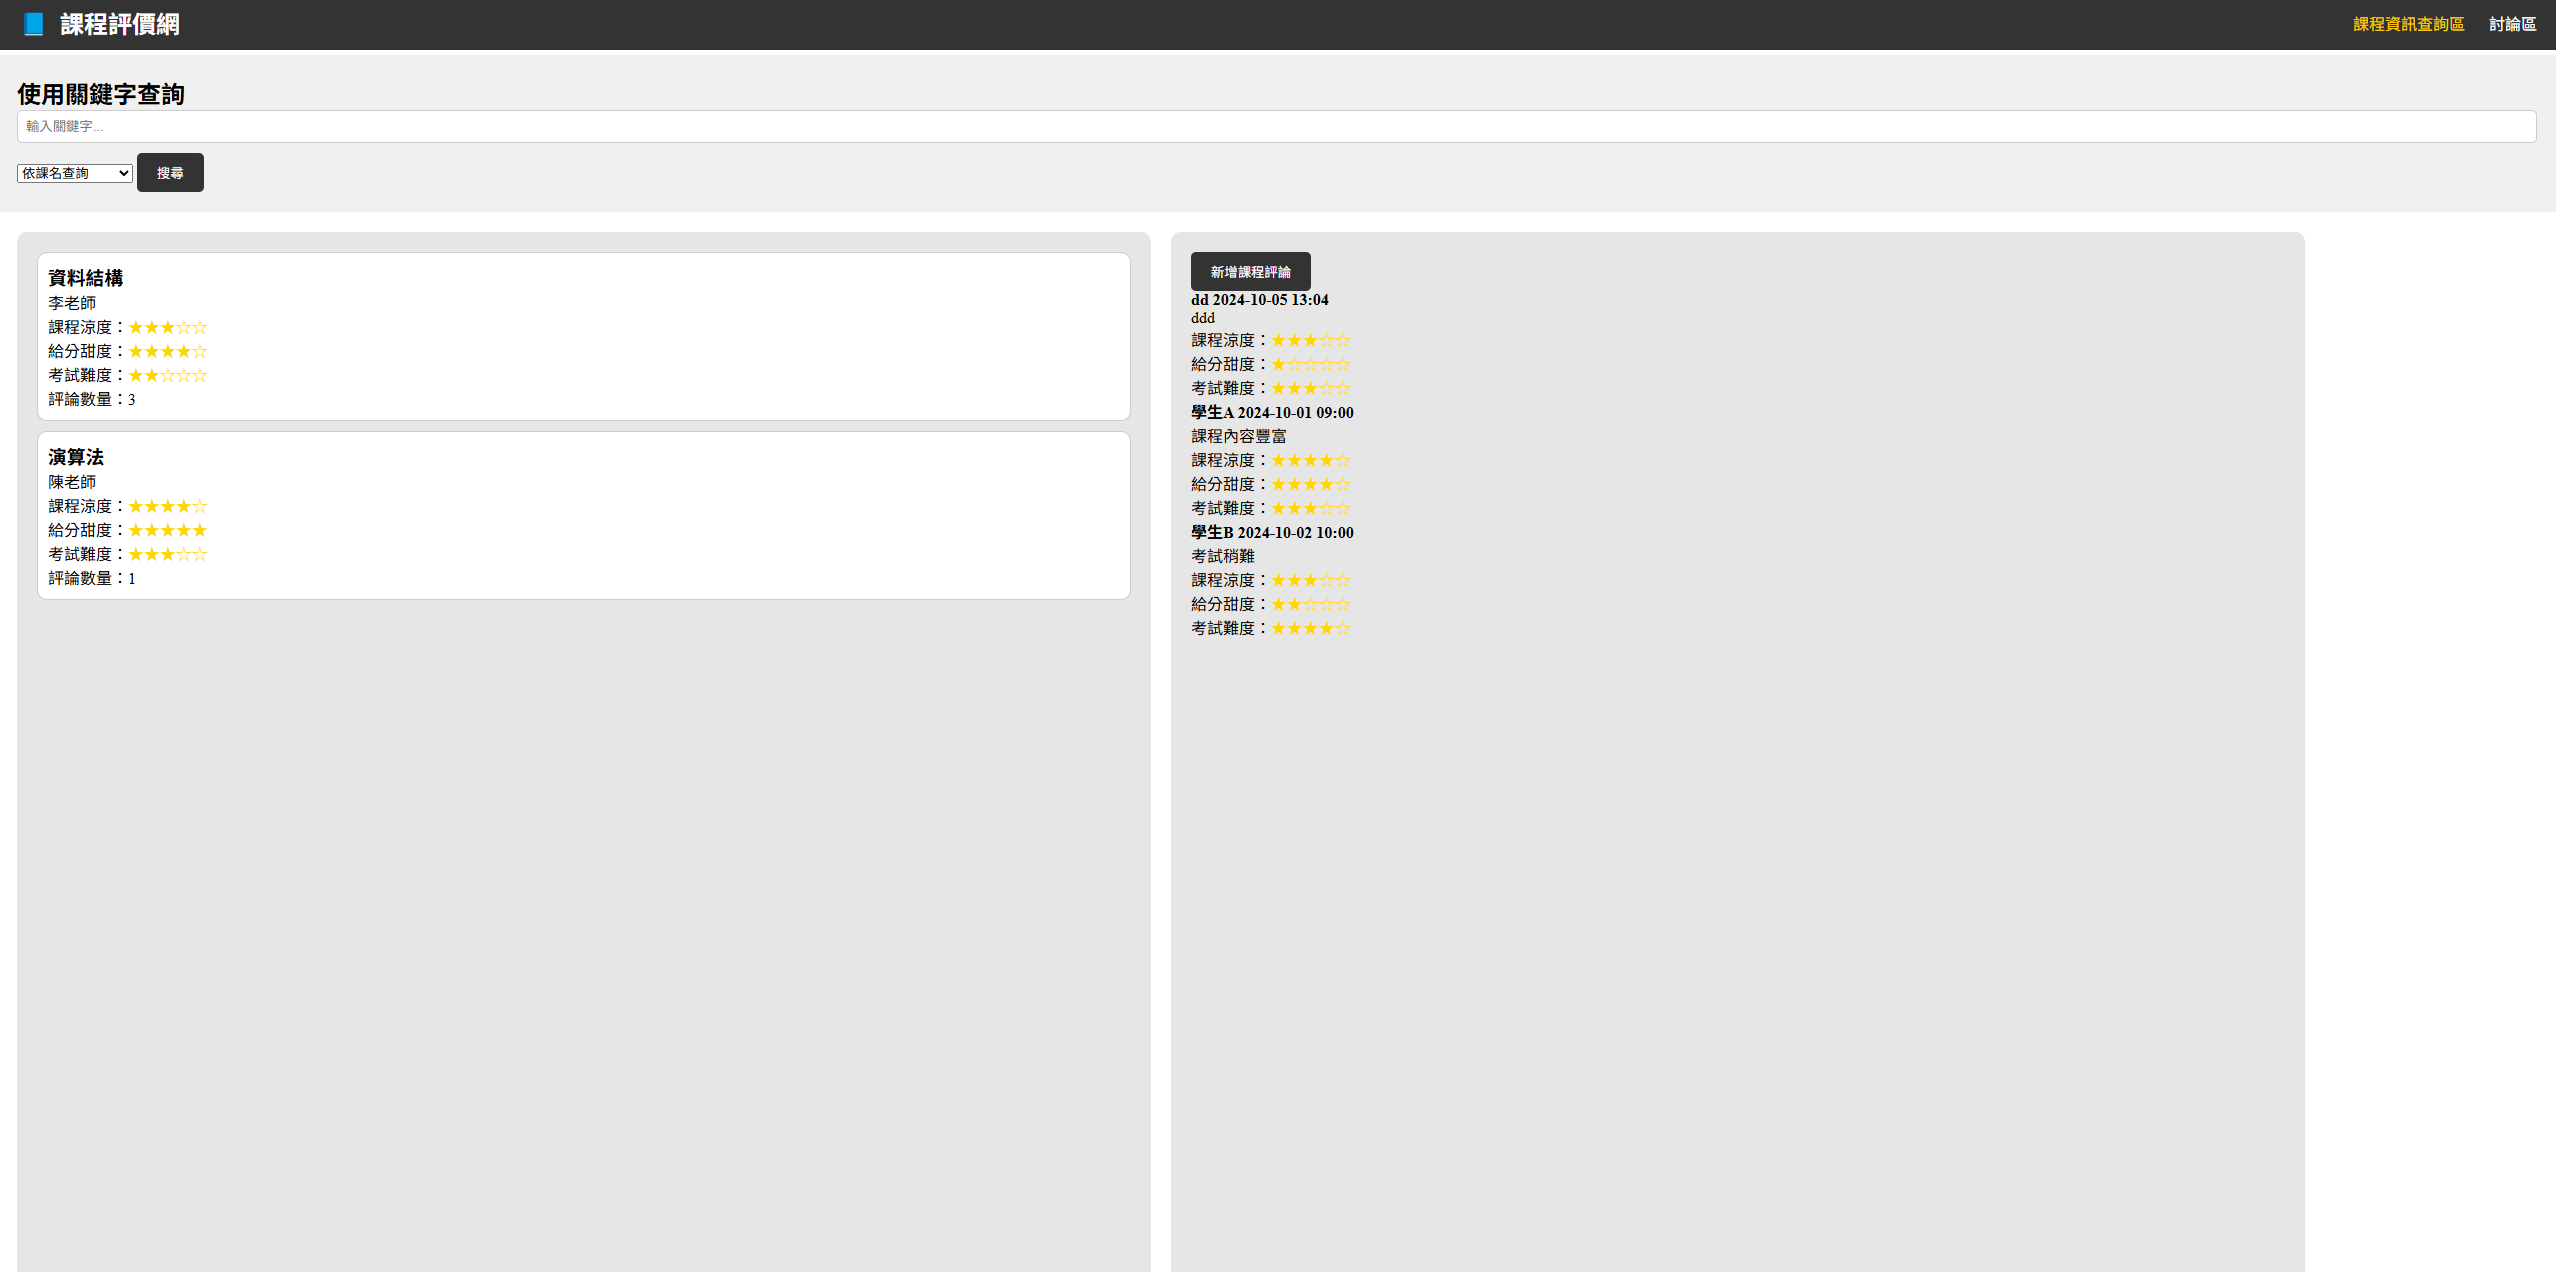 📘 課程評價網
課程資訊查詢區 討論區
使用關鍵字查詢
輸入關鍵字...
依課名查詢 搜尋
資料結構
李老師
課程涼度：★★★☆☆
給分甜度：★★★★☆
考試難度：★★☆☆☆
評論數量：3
演算法
陳老師
課程涼度：★★★★☆
給分甜度：★★★★★
考試難度：★★★☆☆
評論數量：1
新增課程評論
dd 2024-10-05 13:04
ddd
課程涼度：★★★☆☆
給分甜度：★☆☆☆☆
考試難度：★★★☆☆
學生A 2024-10-01 09:00
課程內容豐富
課程涼度：★★★★☆
給分甜度：★★★★☆
考試難度：★★★☆☆
學生B 2024-10-02 10:00
考試稍難
課程涼度：★★★☆☆
給分甜度：★★☆☆☆
考試難度：★★★★☆